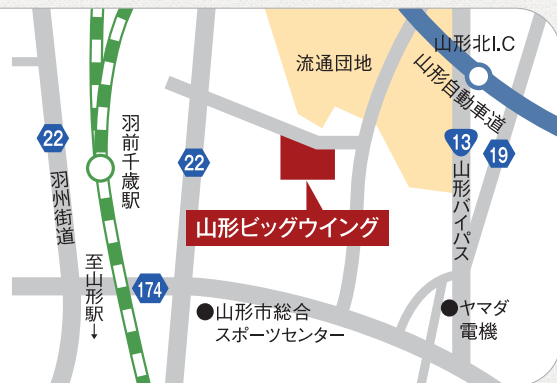 流通団地
山形北I.C
山形自動車道
13
19
山形バイパス
22
羽州街道
羽前千歳駅
22
山形ビッグウイング
至山形駅→
174
●山形市総合
スポーツセンター
●ヤマダ
電機